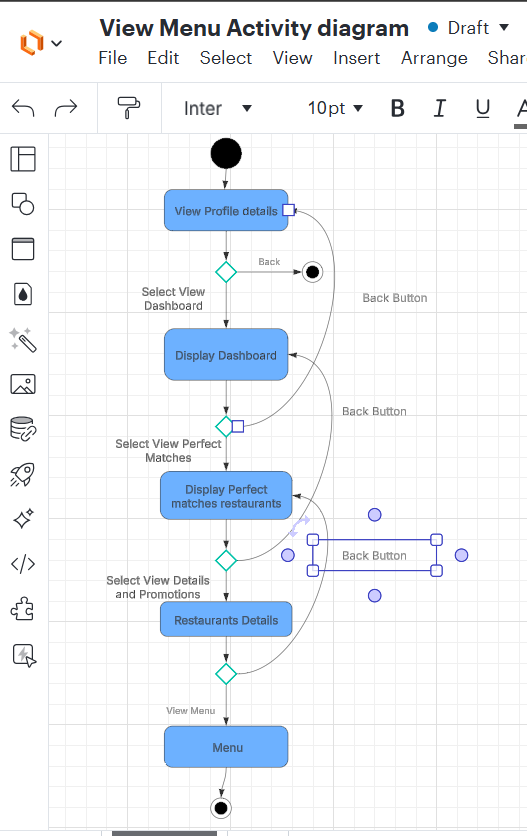 View Menu Activity diagram
Draft
File Edit Select View Insert Arrange
Inter 10pt B I U
View Profile details
Back
Select View
Dashboard
Back Button
Display Dashboard
Back Button
Select View Perfect
Matches
Display Perfect
matches restaurants
Back Button
Select View Details
and Promotions
Restaurants Details
View Menu
Menu